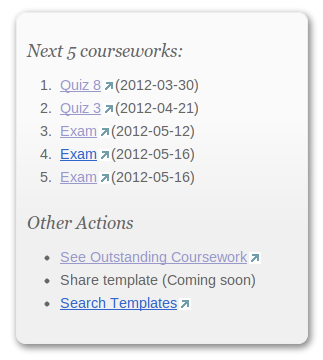 Next 5 courseworks:
1. Quiz 8 (2012-03-30)
2. Quiz 3 (2012-04-21)
3. Exam (2012-05-12)
4. Exam (2012-05-16)
5. Exam (2012-05-16)
Other Actions
• See Outstanding Coursework
• Share template (Coming soon)
• Search Templates